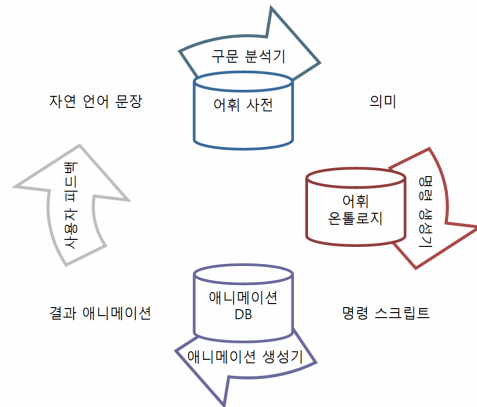 구문 분석기
자연 언어 문장
어휘 사전
의미
사용자 피드백
어휘
온톨로지
명령 생성기
결과 애니메이션
애니메이션
DB
명령 스크립트
애니메이션 생성기